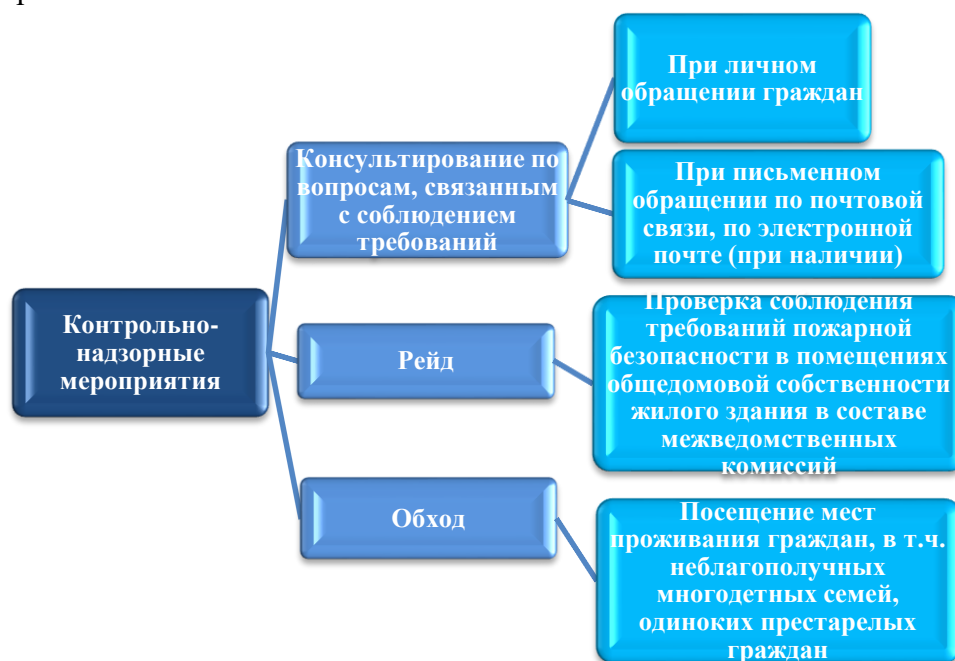 Контрольно-
надзорные
мероприятия
Консультирование по
вопросам, связанным
с соблюдением
требований
При личном
обращении граждан
При письменном
обращении по почтовой
связи, по электронной
почте (при наличии)
Рейд
Проверка соблюдения
требований пожарной
безопасности в помещениях
общедомовой собственности
жилого здания в составе
межведомственных
комиссий
Обход
Посещение мест
проживания граждан, в т.ч.
неблагополучных
многодетных семей,
одиноких престарелых
граждан